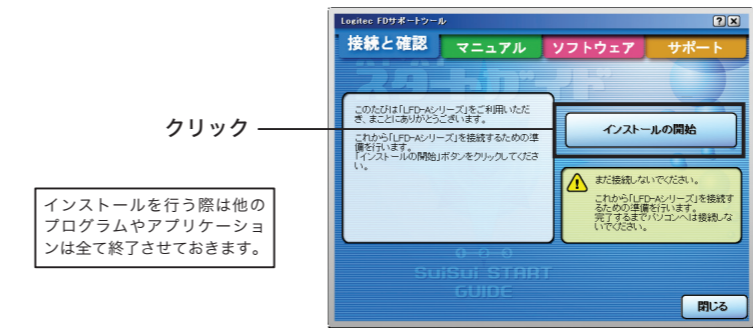 Logitec FDサポートツール
接続と確認
マニュアル
ソフトウェア
サポート
スタートガイド
このたびは「LFD-Aシリーズ」をご利用いただ
き、まことにありがとうございます。
これから「LFD-Aシリーズ」を接続するための準
備を行います。
「インストールの開始」ボタンをクリックしてくださ
い。
クリック
インストールの開始
まだ接続しないでください。
これから「LFD-Aシリーズ」を接続す
るための準備を行います。
完了するまでパソコンへは接続しな
いでください。
インストールを行う際は他の
プログラムやアプリケーショ
ンは全て終了させておきます。
SuiSui START
GUIDE
閉じる